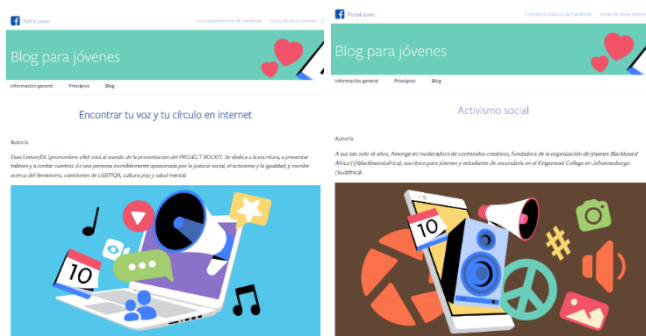 Portal joven
Conceptos básicos de Facebook Voces de otros jóvenes
Blog para jóvenes
Información general Principios Blog
Encontrar tu voz y tu círculo en internet
Autoría
Dani Leever/DL (pronombre: elle) está al mando de la presentación del PROJECT ROCKIT. Se dedica a la escritura, a presentar
talleres y a contar cuentos. Es una persona increíblemente apasionada por la justicia social, el activismo y la igualdad, y escribe
acerca del feminismo, cuestiones de LGBTIQA, cultura pop y salud mental.
10
Portal joven
Conceptos básicos de Facebook Voces de otros jóvenes
Blog para jóvenes
Información general Principios Blog
Activismo social
Autoría
A sus tan solo 16 años, Amonge es moderadora de contenidos creativos, fundadora de la organización de jóvenes Blackboard
Africa (@blackboard.africa), escritora para jóvenes y estudiante de secundaria en el Kingsmead College en Johannesburgo
(Sudáfrica).
10
#